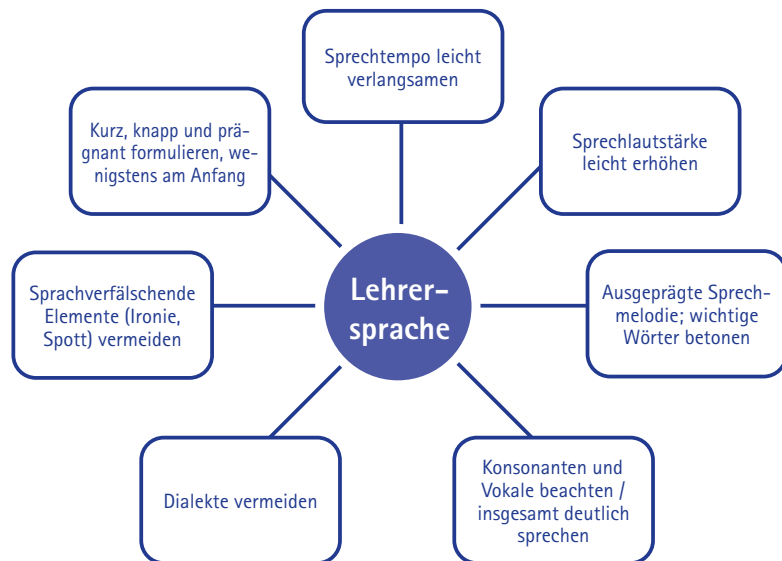 Sprechtempo leicht
verlangsamen
Kurz, knapp und prä-
gnant formulieren, we-
nigstens am Anfang
Sprechlautstärke
leicht erhöhen
Lehrer-
sprache
Sprachverfälschende
Elemente (Ironie,
Spott) vermeiden
Ausgeprägte Sprech-
melodie; wichtige
Wörter betonen
Dialekte vermeiden
Konsonanten und
Vokale beachten /
insgesamt deutlich
sprechen